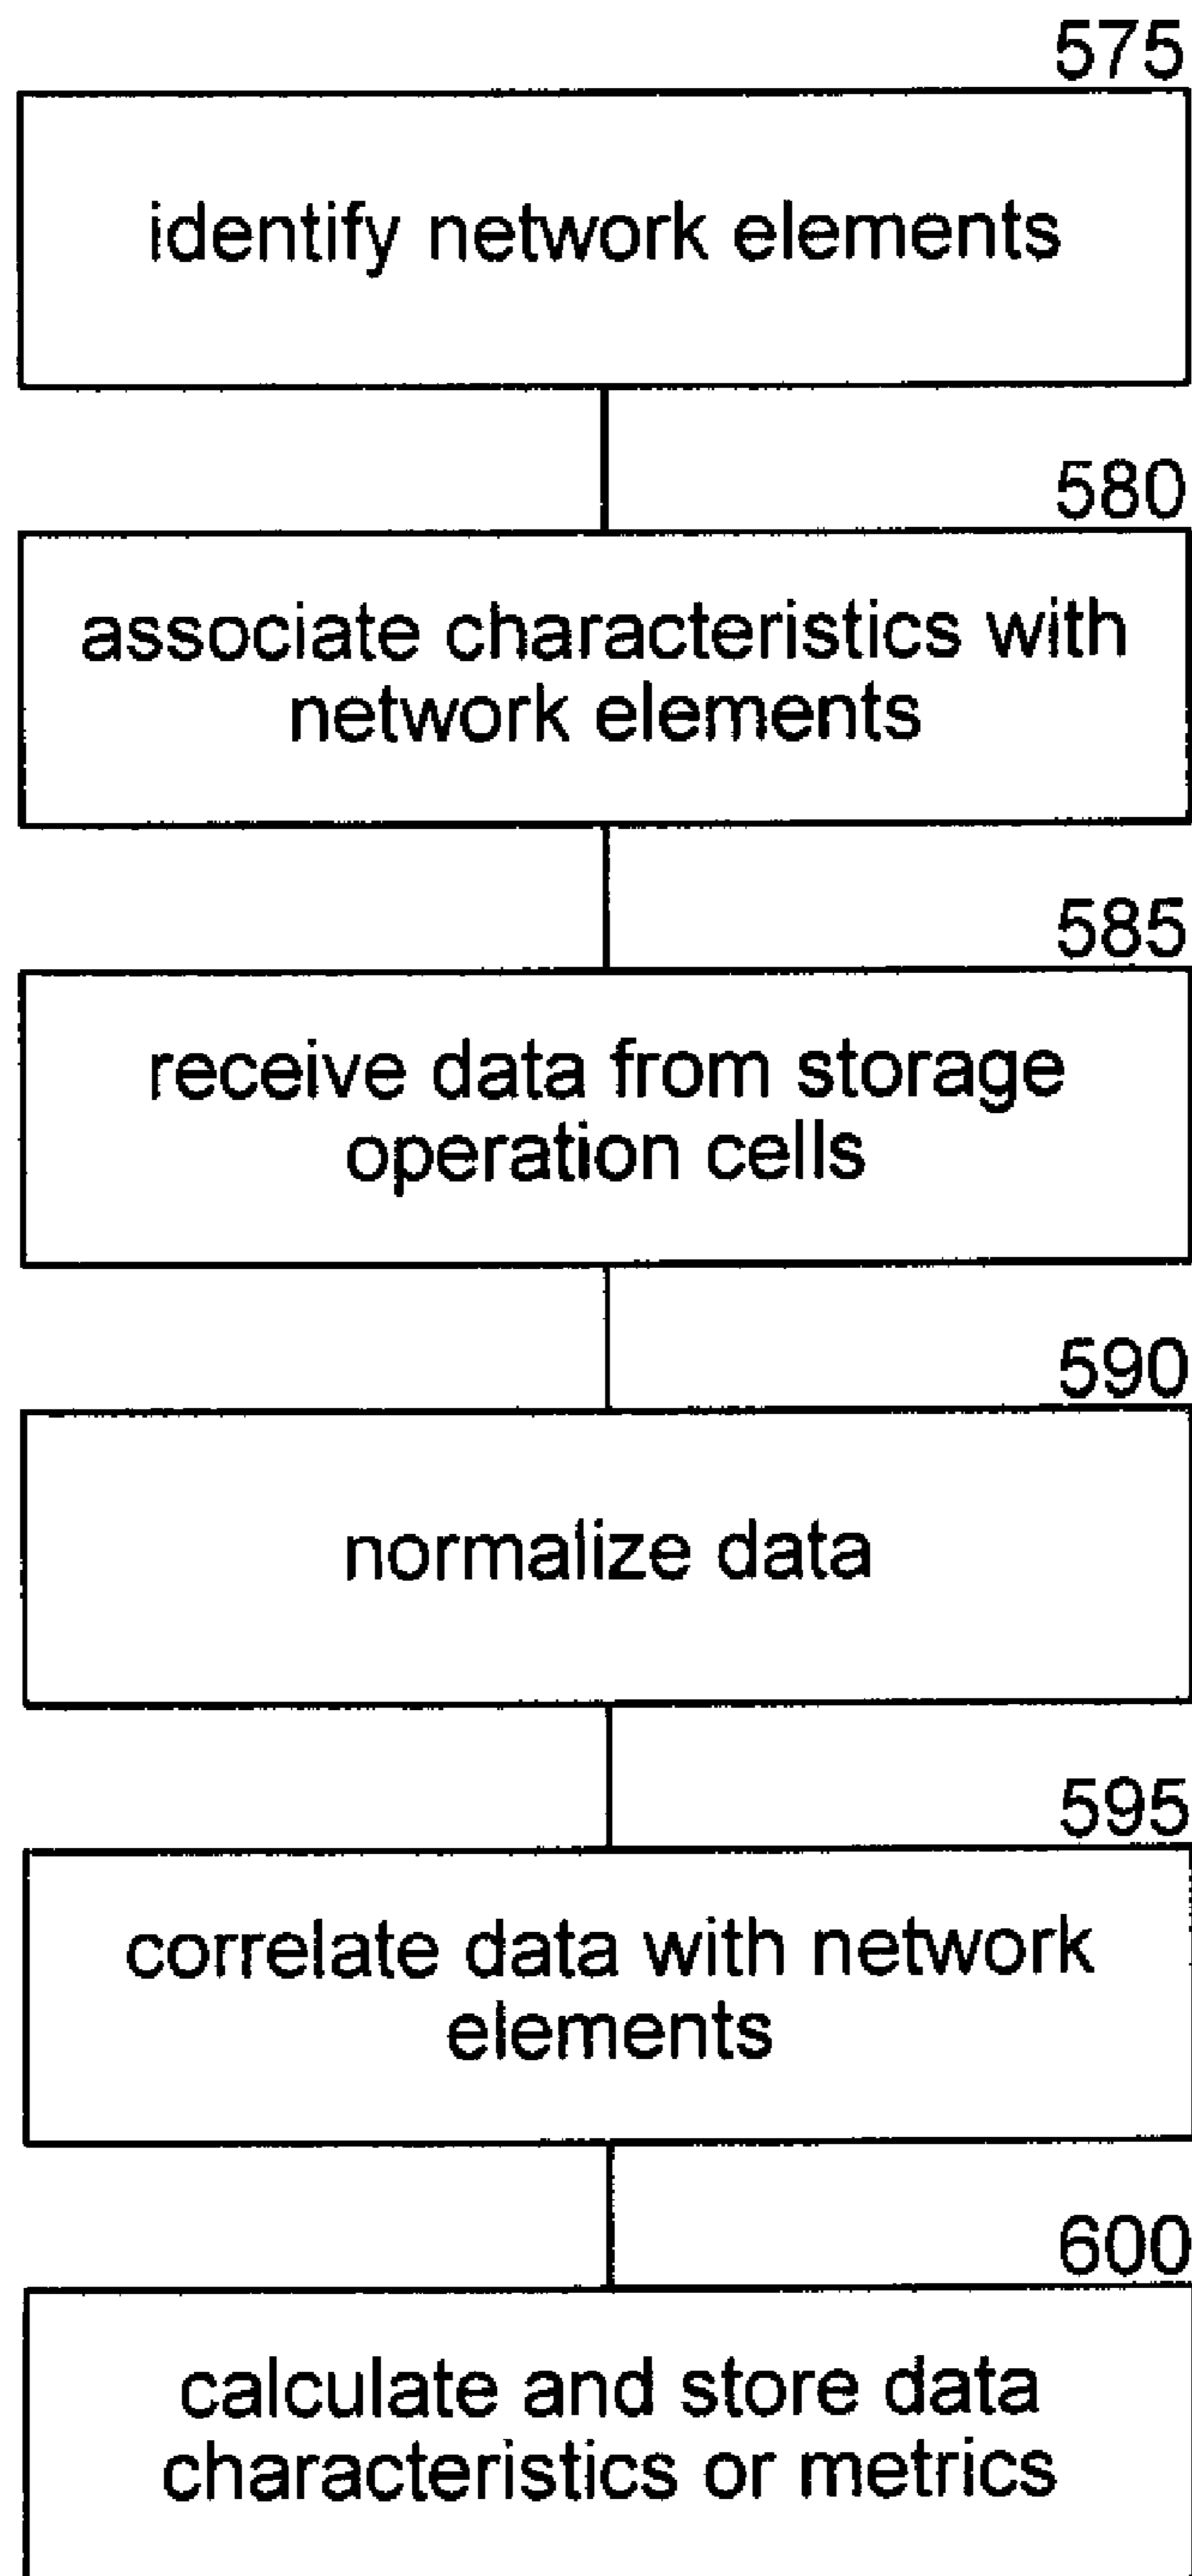 575
identify network elements
580
associate characteristics with
network elements
585
receive data from storage
operation cells
590
normalize data
595
correlate data with network
elements
600
calculate and store data
characteristics or metrics